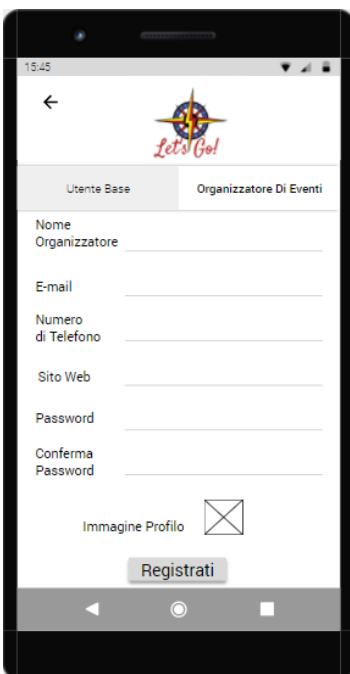 15:45
Let's Go!
Utente Base
Organizzatore Di Eventi
Nome
Organizzatore
E-mail
Numero
di Telefono
Sito Web
Password
Conferma
Password
Immagine Profilo
Registrati